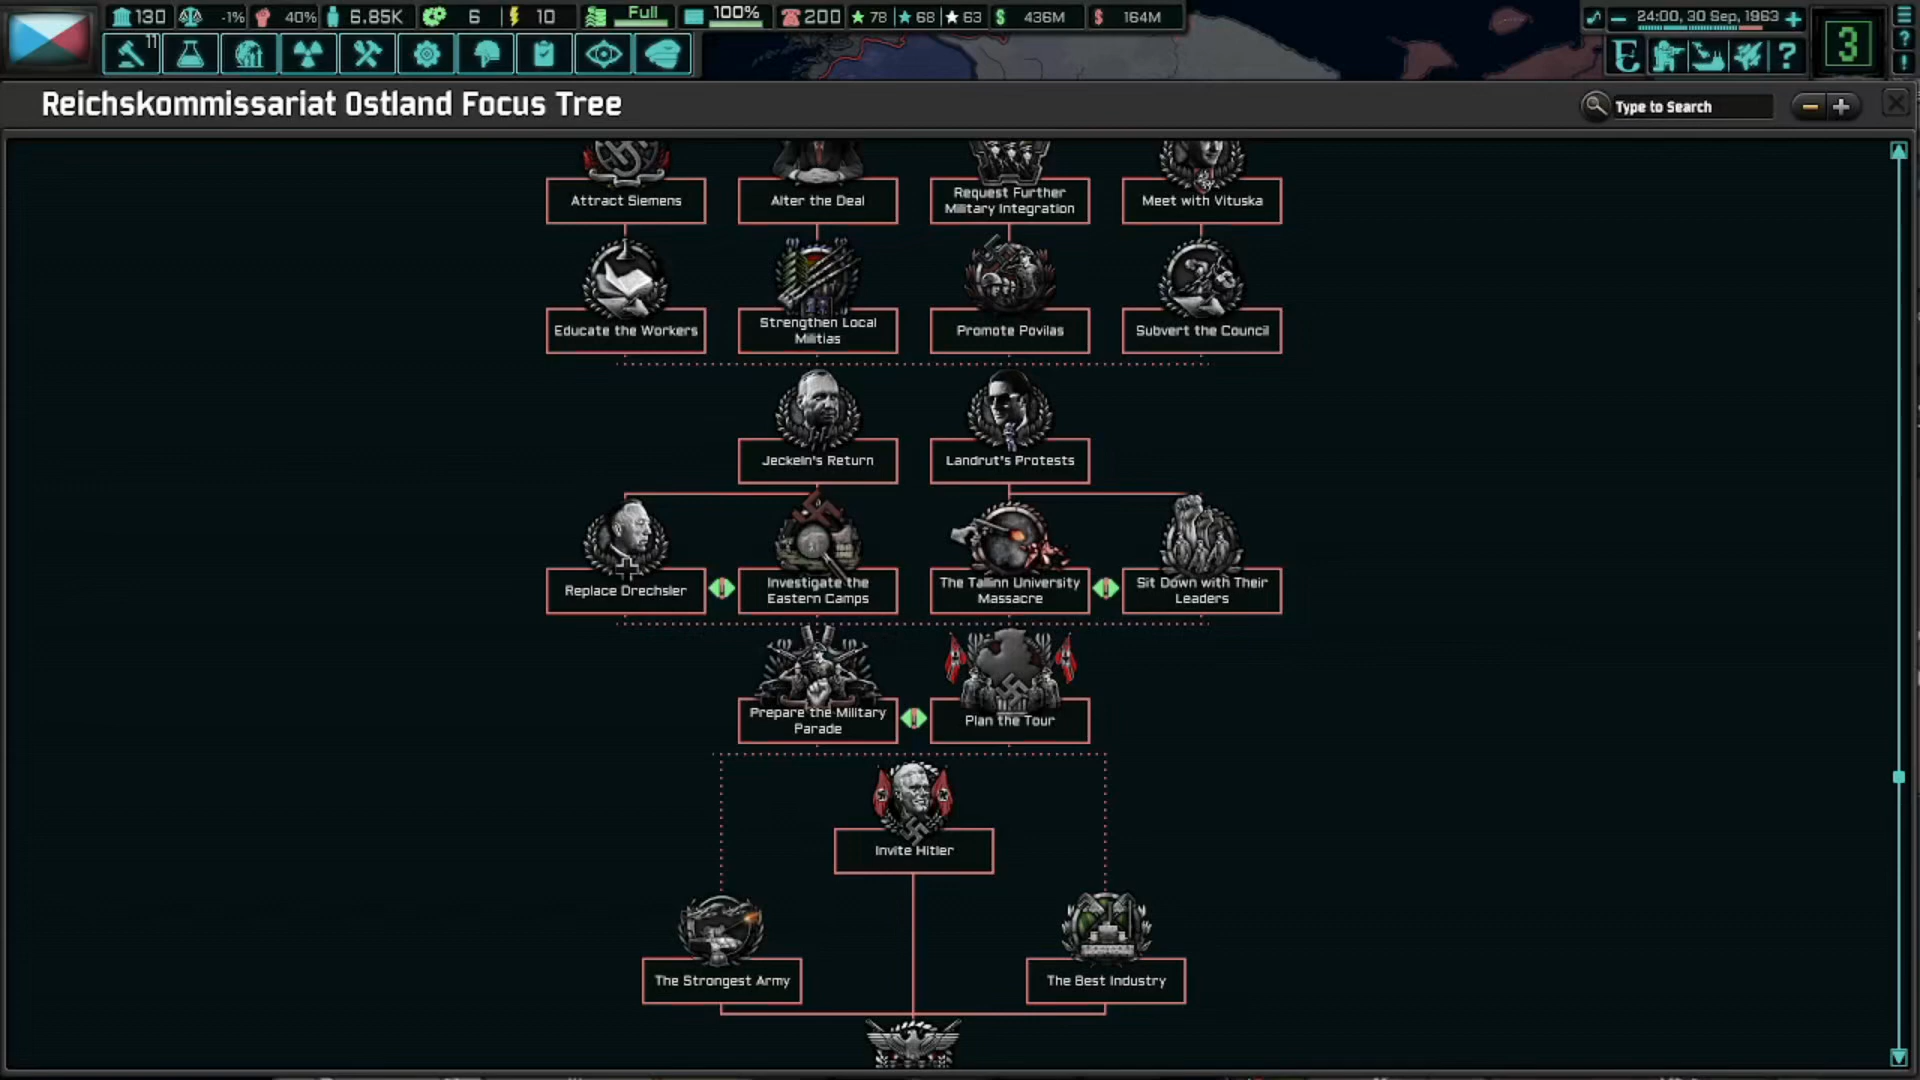 130
-1%
40%
6.85K
6
10
Full
100%
200
78
68
63
$ 436M
$ 164M
24:00, 30 Sep, 1963
3
11
Reichskommissariat Ostland Focus Tree
Type to Search
Attract Siemens
Alter the Deal
Request Further
Military Integration
Meet with Vituska
Educate the Workers
Strengthen Local
Militias
Promote Povilas
Subvert the Council
Jeckeln's Return
Landrut's Protests
Replace Drechsler
Investigate the
Eastern Camps
The Tallinn University
Massacre
Sit Down with Their
Leaders
Prepare the Military
Parade
Plan the Tour
Invite Hitler
The Strongest Army
The Best Industry